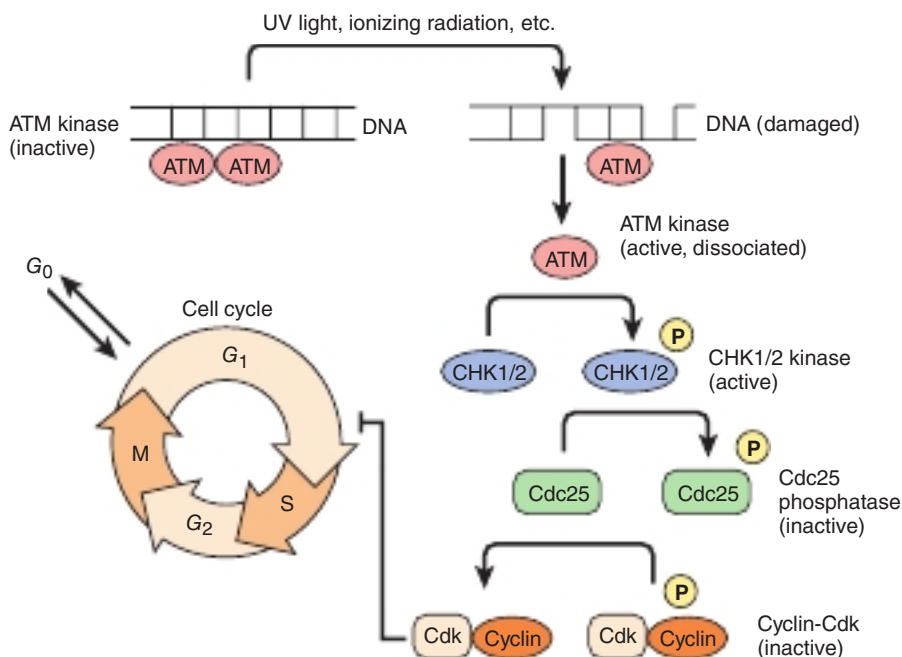 UV light, ionizing radiation, etc.
ATM kinase
(inactive)
DNA
ATM
ATM
DNA (damaged)
ATM
ATM kinase
(active, dissociated)
ATM
G0
Cell cycle
G1
S
G2
M
CHK1/2
CHK1/2
P
CHK1/2 kinase
(active)
Cdc25
Cdc25
P
Cdc25
phosphatase
(inactive)
Cdk
Cyclin
Cdk
Cyclin
P
Cyclin-Cdk
(inactive)